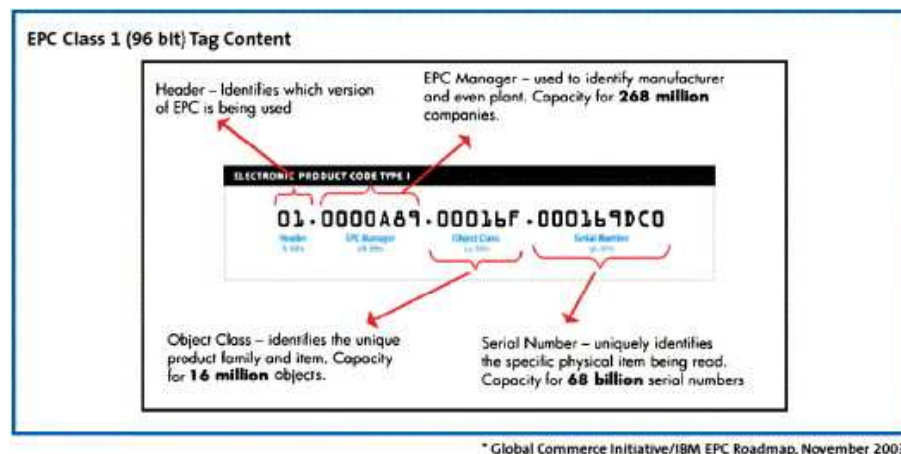 EPC Class 1 (96 bit) Tag Content
Header – Identifies which version
of EPC is being used
EPC Manager – used to identify manufacturer
and even plant. Capacity for 268 million
companies.
ELECTRONIC PRODUCT CODE TYPE 1
01.0000A89.00016F.000169DC0
Header EPC Manager Object Class Serial Number
Object Class – identifies the unique
product family and item. Capacity
for 16 million objects.
Serial Number – uniquely identifies
the specific physical item being read.
Capacity for 68 billion serial numbers
* Global Commerce Initiative/IBM EPC Roadmap, November 2003